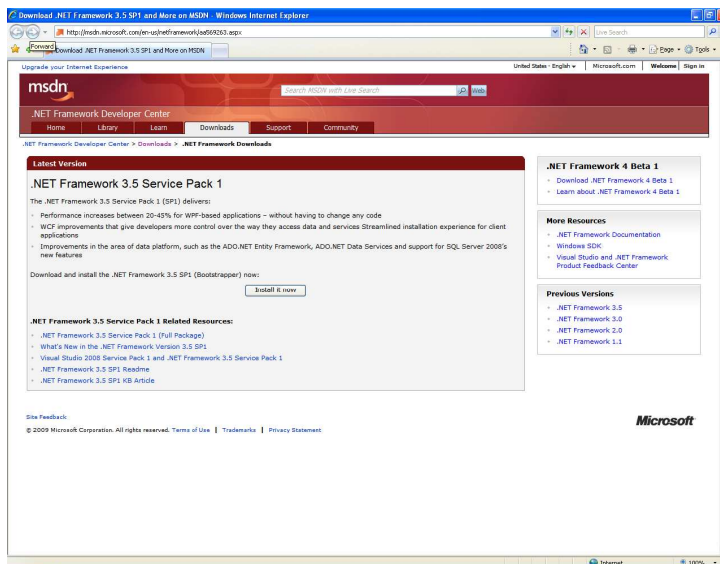 Download .NET Framework 3.5 SP1 and More on MSDN - Windows Internet Explorer
http://msdn.microsoft.com/en-us/netframework/aa569263.aspx
Live Search
Forward
Download .NET Framework 3.5 SP1 and More on MSDN
Page
Tools
Upgrade your Internet Experience
United States - English
Microsoft.com
Welcome
Sign in
msdn
Search MSDN with Live Search
Web
.NET Framework Developer Center
Home Library Learn Downloads Support Community
.NET Framework Developer Center > Downloads > .NET Framework Downloads
Latest Version
.NET Framework 3.5 Service Pack 1
The .NET Framework 3.5 Service Pack 1 (SP1) delivers:
Performance increases between 20-45% for WPF-based applications – without having to change any code
WCF improvements that give developers more control over the way they access data and services Streamlined installation experience for client
applications
Improvements in the area of data platform, such as the ADO.NET Entity Framework, ADO.NET Data Services and support for SQL Server 2008's
new features
Download and install the .NET Framework 3.5 SP1 (Bootstrapper) now:
Install it now
.NET Framework 3.5 Service Pack 1 Related Resources:
.NET Framework 3.5 Service Pack 1 (Full Package)
What's New in the .NET Framework Version 3.5 SP1
Visual Studio 2008 Service Pack 1 and .NET Framework 3.5 Service Pack 1
.NET Framework 3.5 SP1 Readme
.NET Framework 3.5 SP1 KB Article
.NET Framework 4 Beta 1
Download .NET Framework 4 Beta 1
Learn about .NET Framework 4 Beta 1
More Resources
.NET Framework Documentation
Windows SDK
Visual Studio and .NET Framework
Product Feedback Center
Previous Versions
.NET Framework 3.5
.NET Framework 3.0
.NET Framework 2.0
.NET Framework 1.1
Site Feedback
© 2009 Microsoft Corporation. All rights reserved. Terms of Use | Trademarks | Privacy Statement
Microsoft
Internet
100%